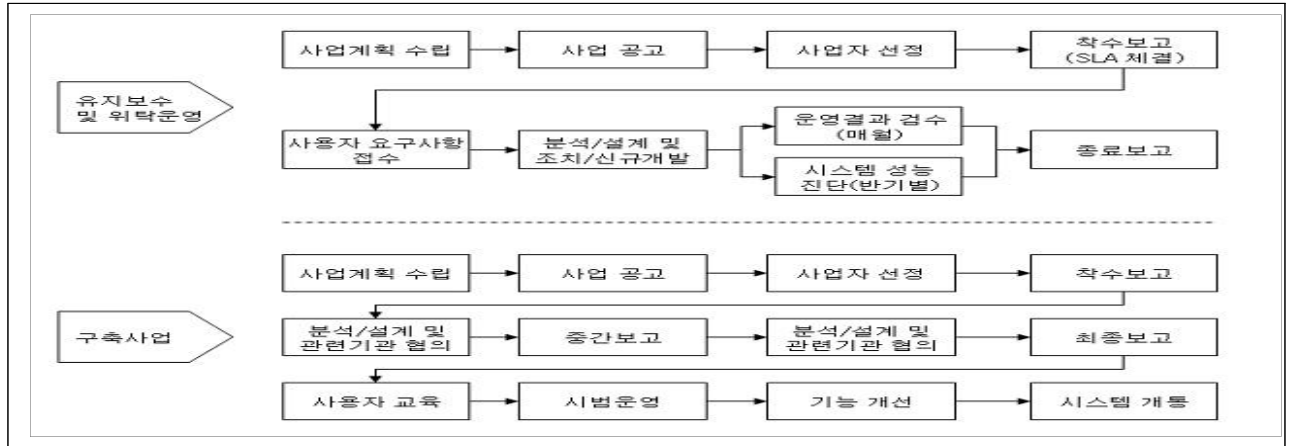 사업계획 수립
사업 공고
사업자 선정
착수보고
(SLA 체결)
유지보수
및 위탁운영
사용자 요구사항
접수
분석/설계 및
조치/신규개발
운영결과 검수
(매월)
시스템 성능
진단(반기별)
종료보고
사업계획 수립
사업 공고
사업자 선정
착수보고
구축사업
분석/설계 및
관련기관 협의
중간보고
분석/설계 및
관련기관 협의
최종보고
사용자 교육
시범운영
기능 개선
시스템 개통